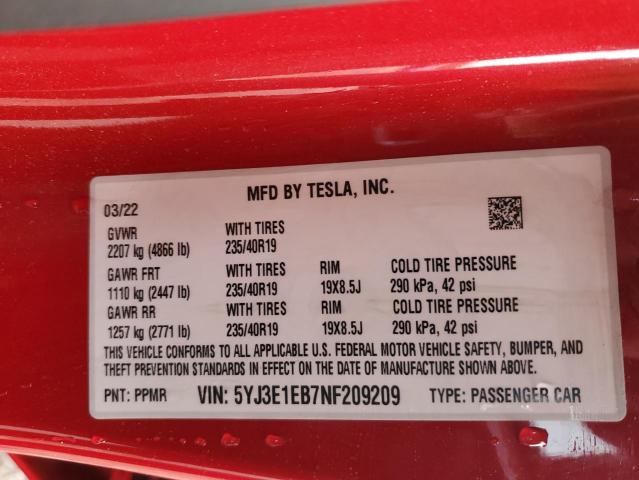 MFD BY TESLA, INC.
03/22
GVWR WITH TIRES
2207 kg (4866 lb) 235/40R19
GAWR FRT WITH TIRES RIM COLD TIRE PRESSURE
1110 kg (2447 lb) 235/40R19 19X8.5J 290 kPa, 42 psi
GAWR RR WITH TIRES COLD TIRE PRESSURE
1257 kg (2771 lb) 235/40R19 19X8.5J 290 kPa, 42 psi
THIS VEHICLE CONFORMS TO ALL APPLICABLE U.S. FEDERAL MOTOR VEHICLE SAFETY, BUMPER, AND
THEFT PREVENTION STANDARDS IN EFFECT ON THE DATE OF MANUFACTURE SHOWN ABOVE.
PNT: PPMR VIN: 5YJ3E1EB7NF209209 TYPE: PASSENGER CAR